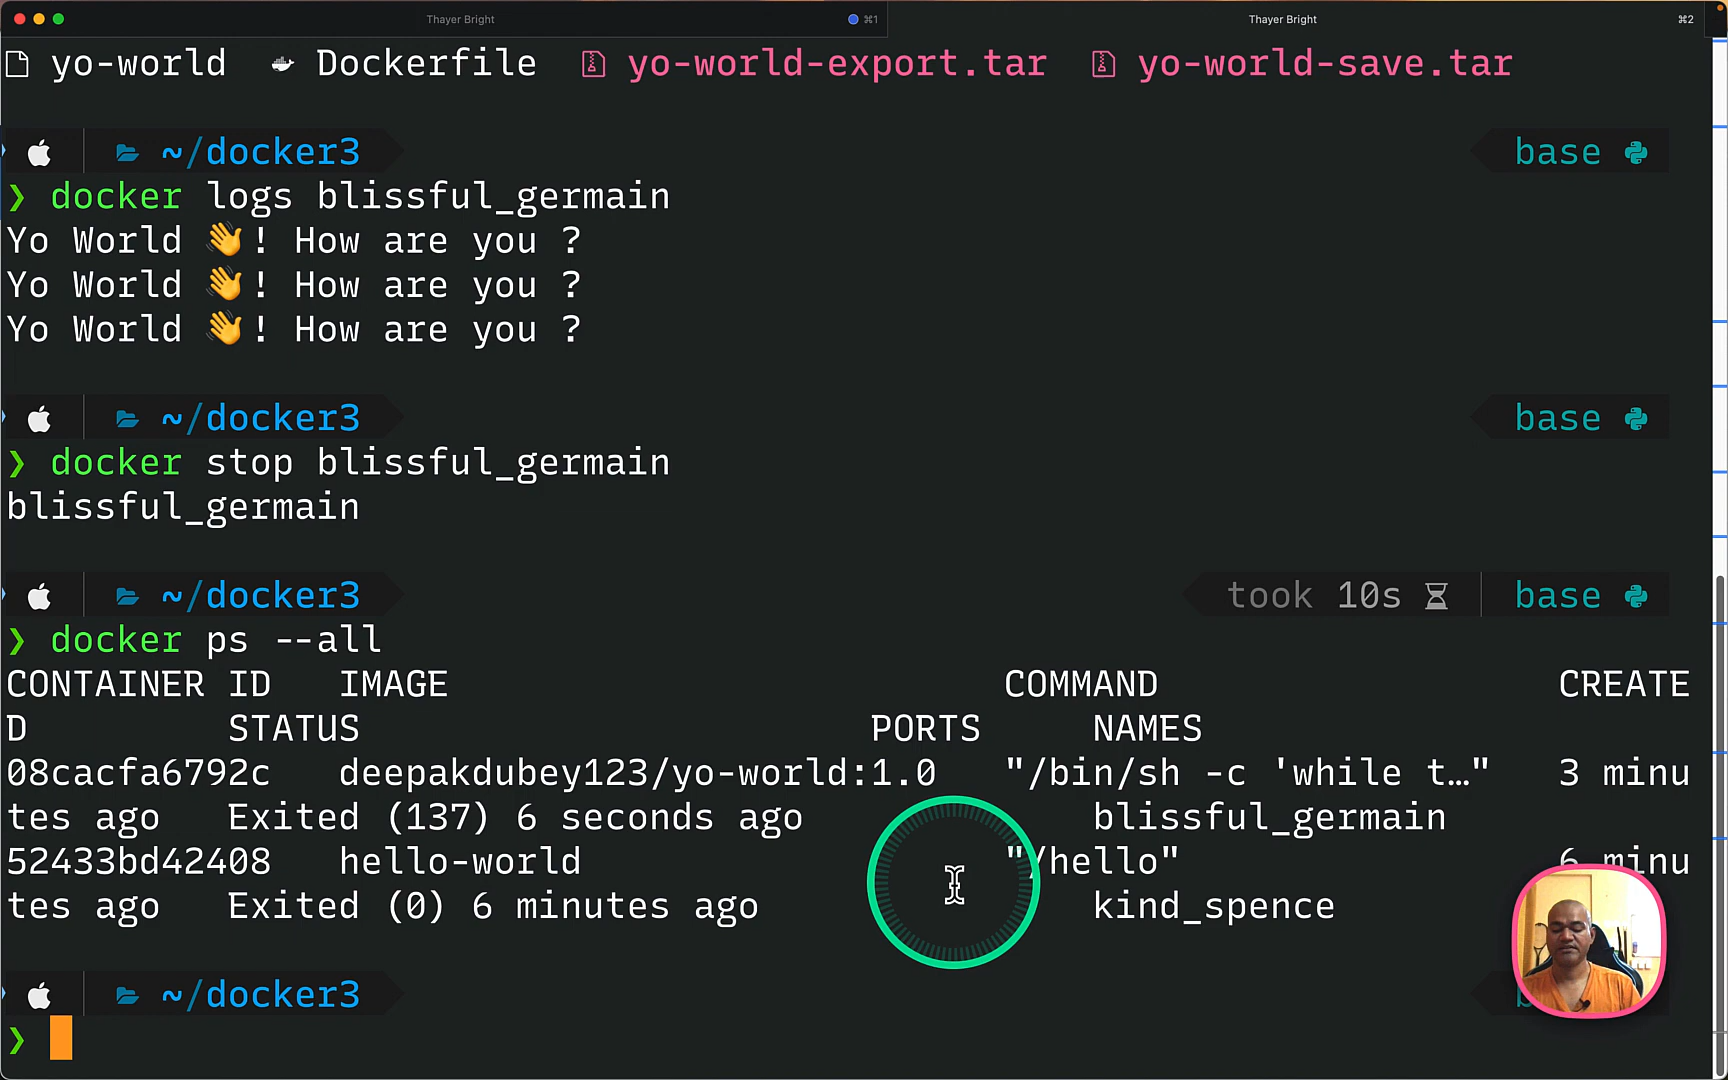 Thayer Bright ⌘1 Thayer Bright ⌘2
yo-world Dockerfile yo-world-export.tar yo-world-save.tar
~/docker3 base
❯ docker logs blissful_germain
Yo World 👋! How are you ?
Yo World 👋! How are you ?
Yo World 👋! How are you ?
~/docker3 base
❯ docker stop blissful_germain
blissful_germain
~/docker3 took 10s base
❯ docker ps --all
CONTAINER ID IMAGE COMMAND CREATE
D STATUS PORTS NAMES
08cacfa6792c deepakdubey123/yo-world:1.0 "/bin/sh -c 'while t…" 3 minu
tes ago Exited (137) 6 seconds ago blissful_germain
52433bd42408 hello-world "/hello" 6 minu
tes ago Exited (0) 6 minutes ago kind_spence
~/docker3
❯